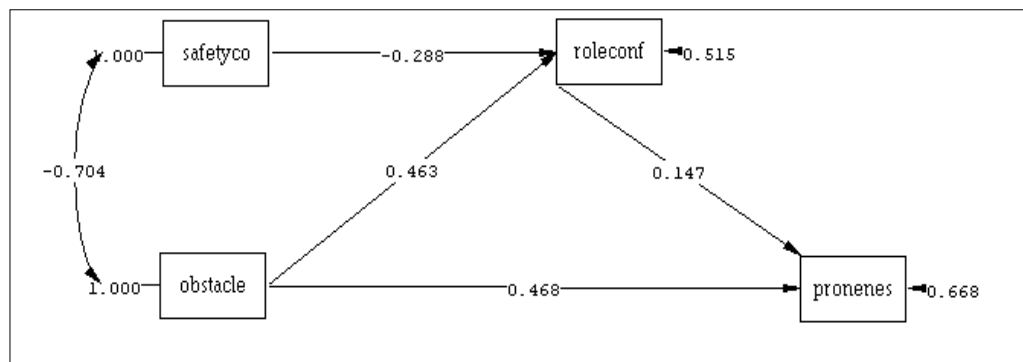 1.000 safetyco -0.288 roleconf 0.515
-0.704 0.463 0.147
1.000 obstacle 0.468 pronenes 0.668